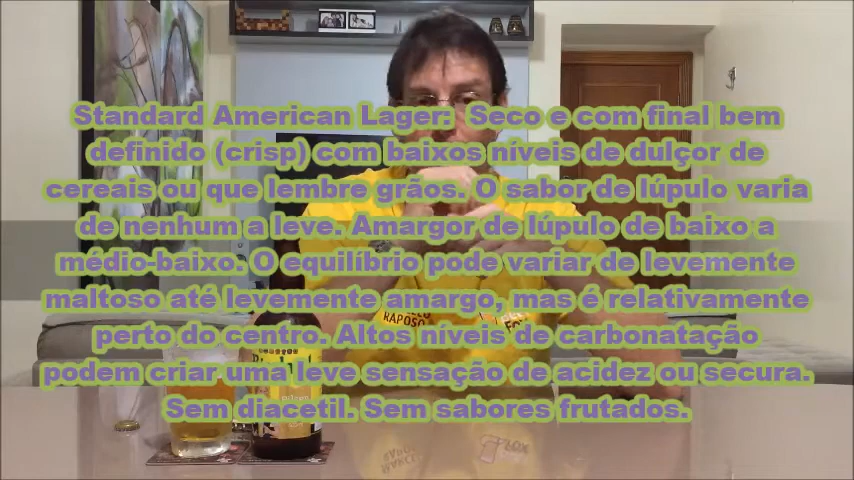 Standard American Lager:  Seco e com final bem
definido (crisp) com baixos níveis de dulçor de
cereais ou que lembre grãos. O sabor de lúpulo varia
de nenhum a leve. Amargor de lúpulo de baixo a
médio-baixo. O equilíbrio pode variar de levemente
maltoso até levemente amargo, mas é relativamente
perto do centro. Altos níveis de carbonatação
podem criar uma leve sensação de acidez ou secura.
Sem diacetil. Sem sabores frutados.
RAPOSO